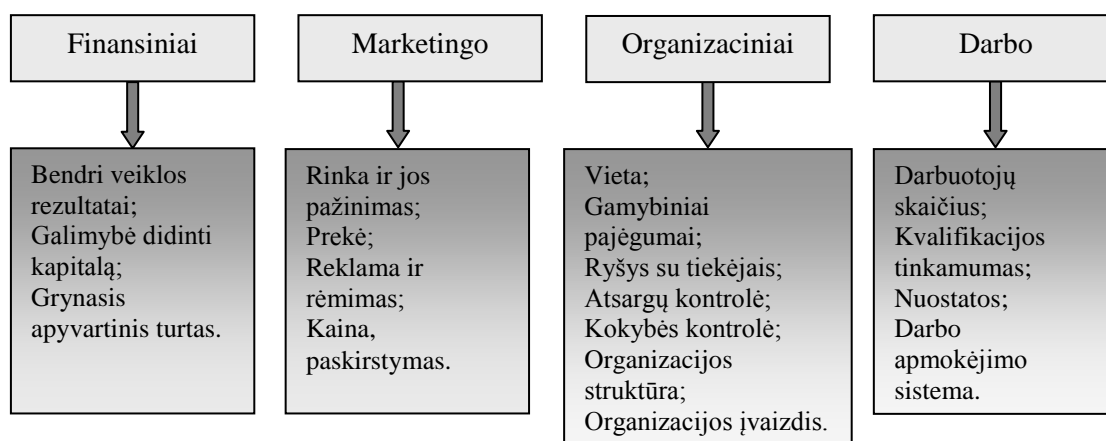 Finansiniai
Bendri veiklos
rezultatai;
Galimybė didinti
kapitalą;
Grynasis
apyvartinis turtas.
Marketingo
Rinka ir jos
pažinimas;
Prekė;
Reklama ir
rėmimas;
Kaina,
paskirstymas.
Organizaciniai
Vieta;
Gamybiniai
pajėgumai;
Ryšys su tiekėjais;
Atsargų kontrolė;
Kokybės kontrolė;
Organizacijos
struktūra;
Organizacijos įvaizdis.
Darbo
Darbuotojų
skaičius;
Kvalifikacijos
tinkamumas;
Nuostatos;
Darbo
apmokėjimo
sistema.